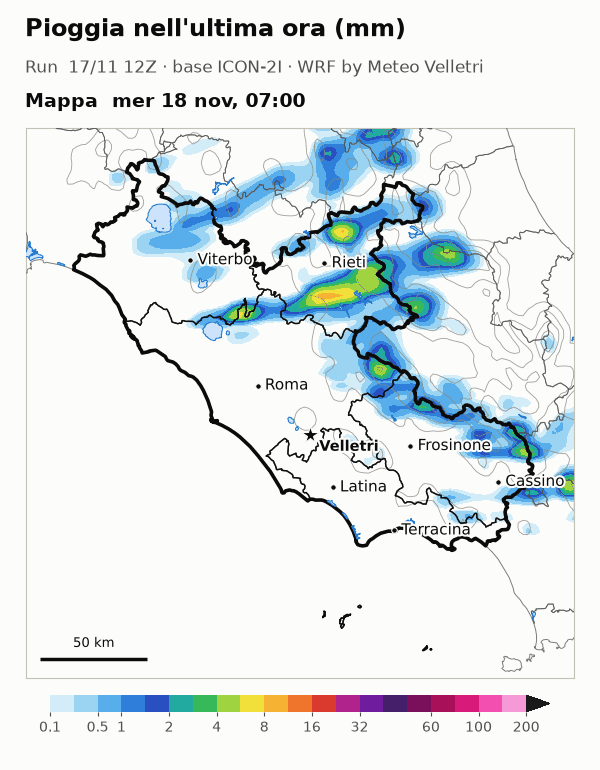 Pioggia nell'ultima ora (mm)
Run  17/11 12Z · base ICON-2I · WRF by Meteo Velletri
Mappa  mer 18 nov, 07:00
Viterbo
Rieti
Roma
Velletri
Frosinone
Latina
Cassino
Terracina
50 km
0.1 0.5 1 2 4 8 16 32 60 100 200